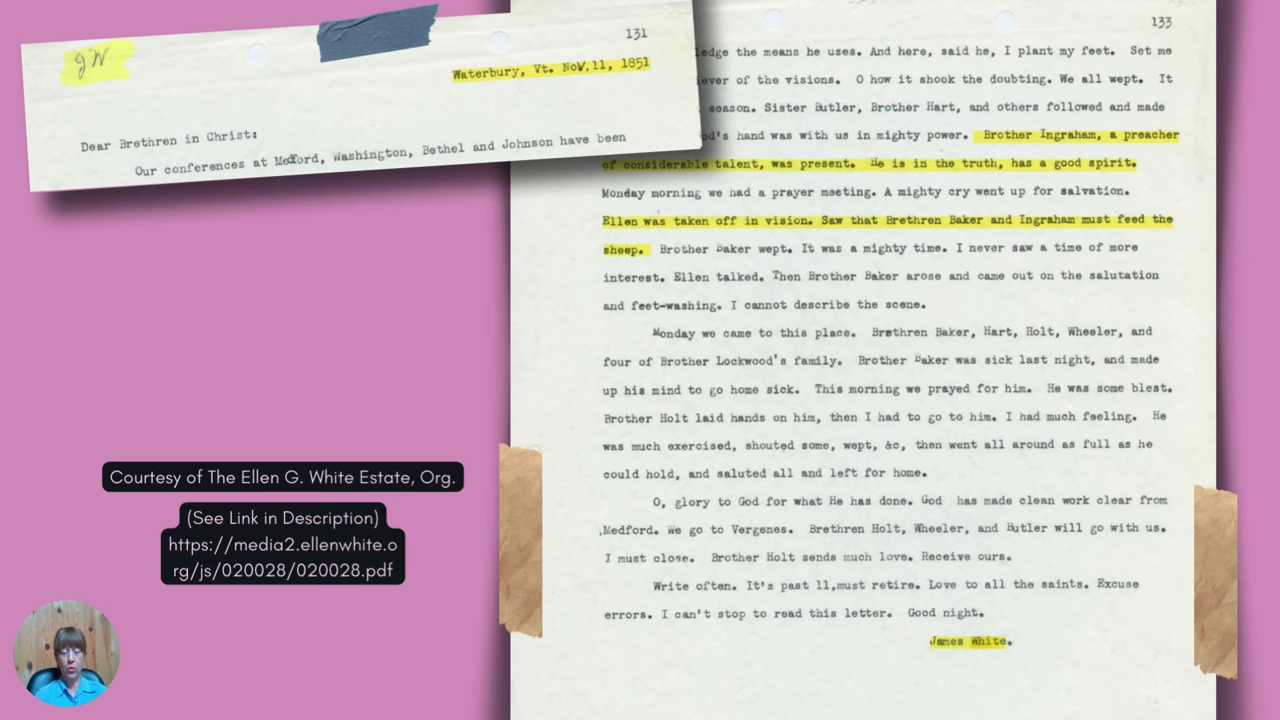 JW
131
Waterbury, Vt. Nov.11, 1851
Dear Brethren in Christ:
Our conferences at Medford, Washington, Bethel and Johnson have been
133
ledge the means he uses. And here, said he, I plant my feet. Set me
ever of the visions. O how it shook the doubting. We all wept. It
season. Sister Butler, Brother Hart, and others followed and made
od's hand was with us in mighty power. Brother Ingraham, a preacher
of considerable talent, was present. He is in the truth, has a good spirit.
Monday morning we had a prayer meeting. A mighty cry went up for salvation.
Ellen was taken off in vision. Saw that Brethren Baker and Ingraham must feed the
sheep. Brother Baker wept. It was a mighty time. I never saw a time of more
interest. Ellen talked. Then Brother Baker arose and came out on the salutation
and feet-washing. I cannot describe the scene.
Monday we came to this place. Brethren Baker, Hart, Holt, Wheeler, and
four of Brother Lockwood's family. Brother Baker was sick last night, and made
up his mind to go home sick. This morning we prayed for him. He was some blest.
Brother Holt laid hands on him, then I had to go to him. I had much feeling. He
was much exercised, shouted some, wept, &c, then went all around as full as he
could hold, and saluted all and left for home.
O, glory to God for what He has done. God has made clean work clear from
Medford. We go to Vergenes. Brethren Holt, Wheeler, and Butler will go with us.
I must close. Brother Holt sends much love. Receive ours.
Write often. It's past 11,must retire. Love to all the saints. Excuse
errors. I can't stop to read this letter. Good night.
James White.
Courtesy of The Ellen G. White Estate, Org.
(See Link in Description)
https://media2.ellenwhite.o
rg/js/020028/020028.pdf